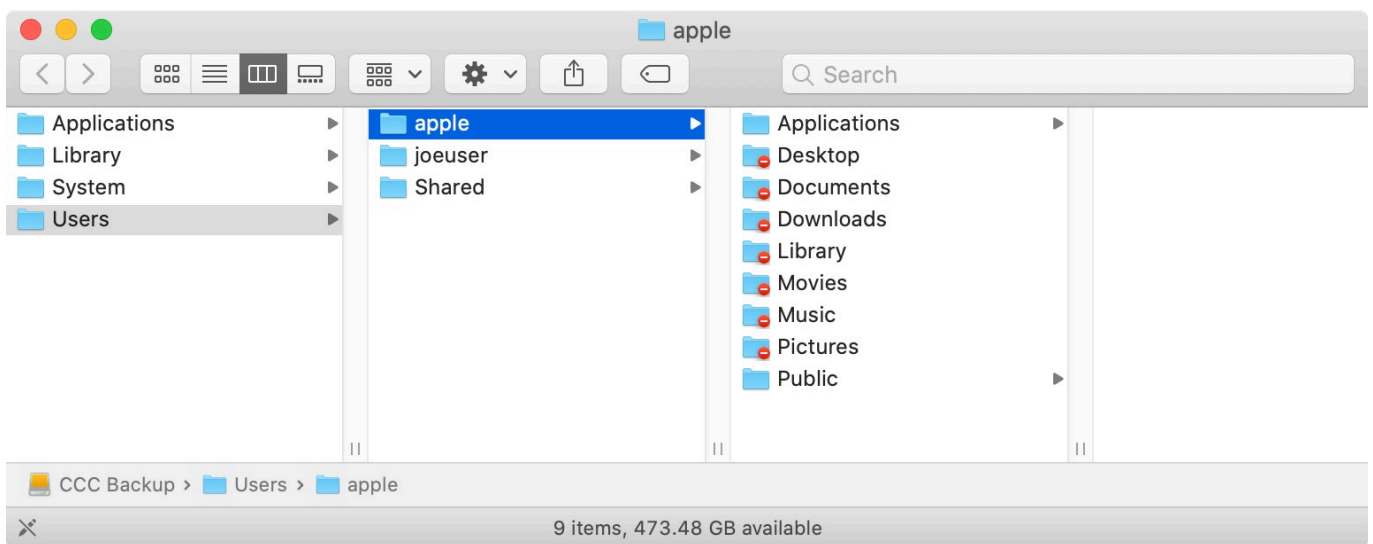 apple
Search
Applications
Library
System
Users
apple
joeuser
Shared
Applications
Desktop
Documents
Downloads
Library
Movies
Music
Pictures
Public
CCC Backup › Users › apple
9 items, 473.48 GB available